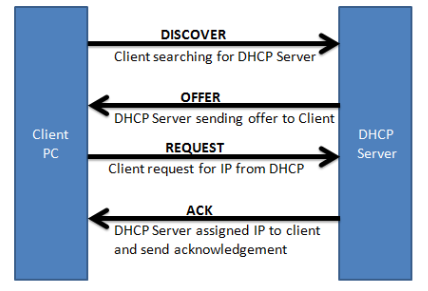 DISCOVER
Client searching for DHCP Server
OFFER
DHCP Server sending offer to Client
Client
PC
DHCP
Server
REQUEST
Client request for IP from DHCP
ACK
DHCP Server assigned IP to client
and send acknowledgement